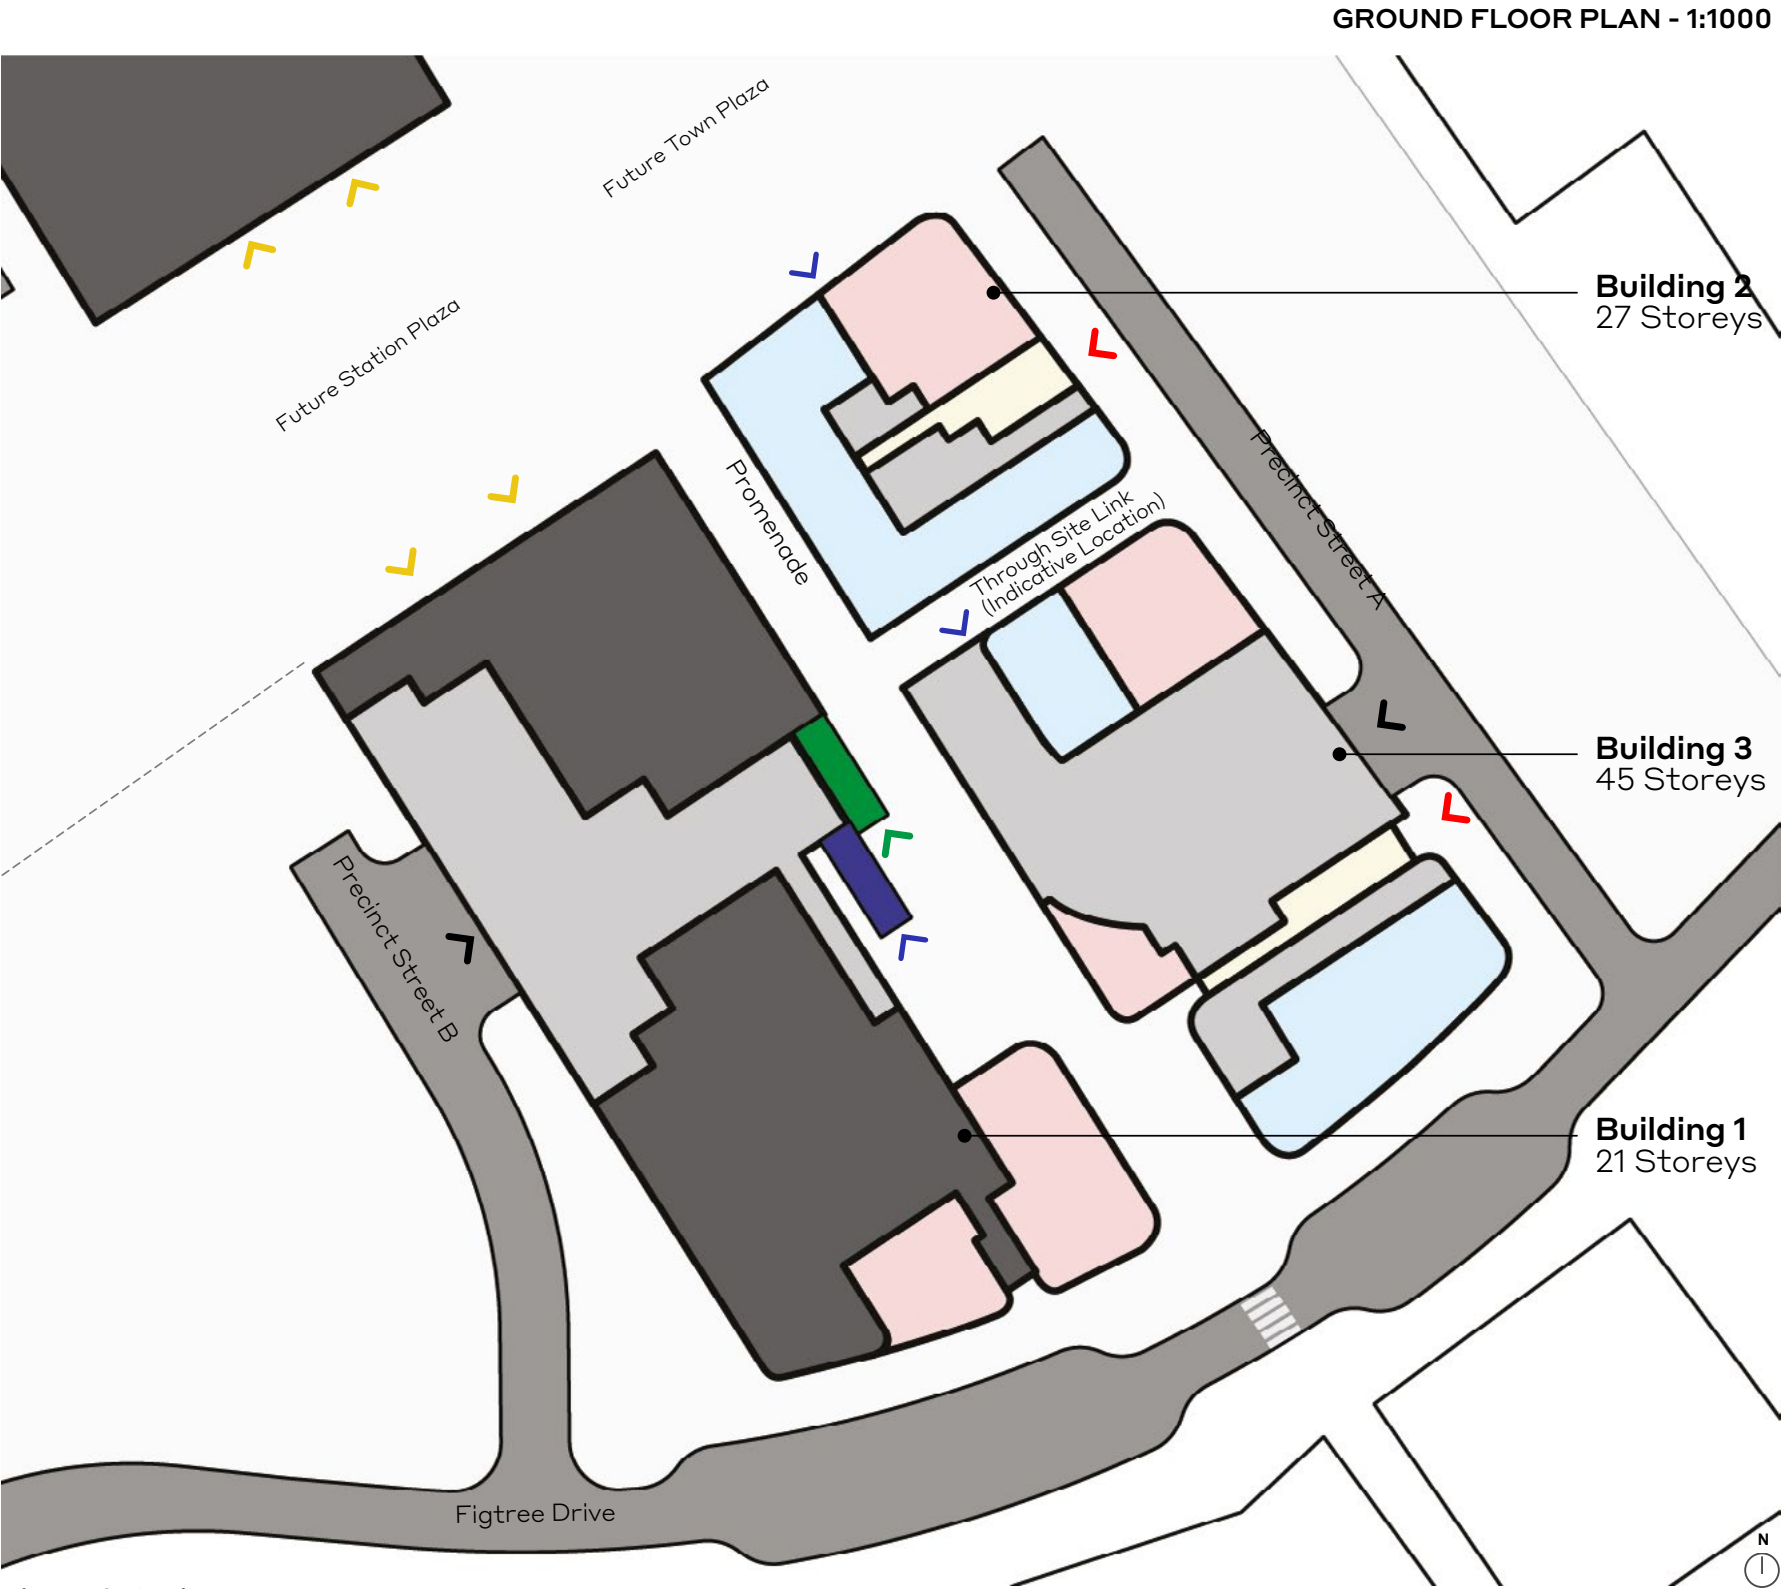 GROUND FLOOR PLAN - 1:1000
Future Town Plaza
Building 2
27 Storeys
Future Station Plaza
Promenade
Precinct Street A
Through Site Link
(Indicative Location)
Building 3
45 Storeys
Precinct Street B
Building 1
21 Storeys
Figtree Drive
N